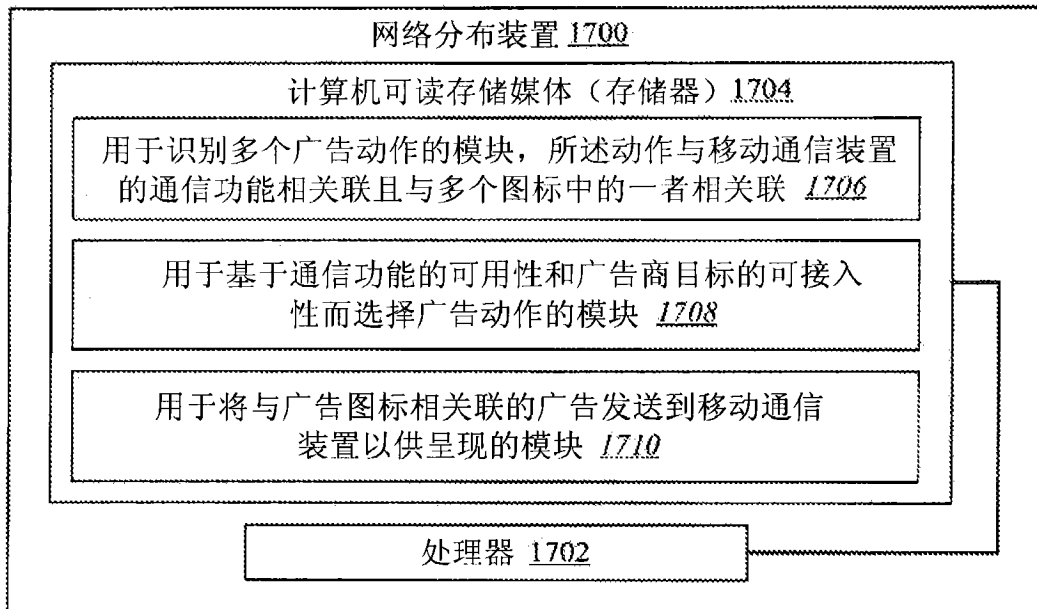 网络分布装置 1700
计算机可读存储媒体（存储器）1704
用于识别多个广告动作的模块，所述动作与移动通信装置
的通信功能相关联且与多个图标中的一者相关联 1706
用于基于通信功能的可用性和广告商目标的可接入
性而选择广告动作的模块 1708
用于将与广告图标相关联的广告发送到移动通信
装置以供呈现的模块 1710
处理器 1702